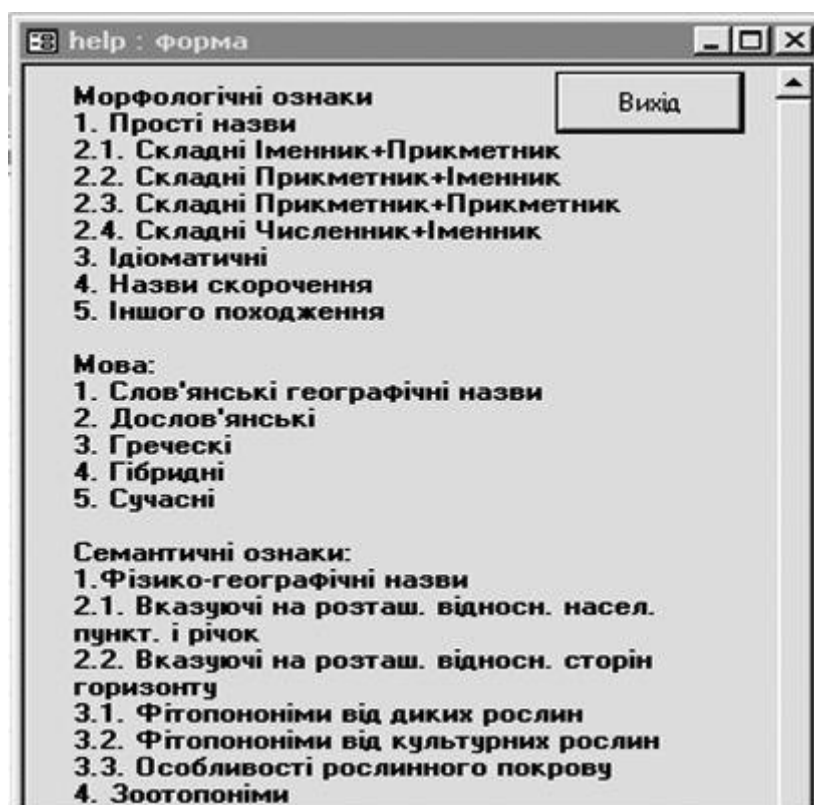 help : форма
Вихід
Морфологічні ознаки
1. Прості назви
2.1. Складні Іменник+Прикметник
2.2. Складні Прикметник+Іменник
2.3. Складні Прикметник+Прикметник
2.4. Складні Численник+Іменник
3. Ідіоматичні
4. Назви скорочення
5. Іншого походження
Мова:
1. Слов'янські географічні назви
2. Дослов'янські
3. Греческі
4. Гібридні
5. Сучасні
Семантичні ознаки:
1.Фізико-географічні назви
2.1. Вказуючі на розташ. відносн. насел.
пункт. і річок
2.2. Вказуючі на розташ. відносн. сторін
горизонту
3.1. Фітопононіми від диких рослин
3.2. Фітопононіми від культурних рослин
3.3. Особливості рослинного покрову
4. Зоотопоніми